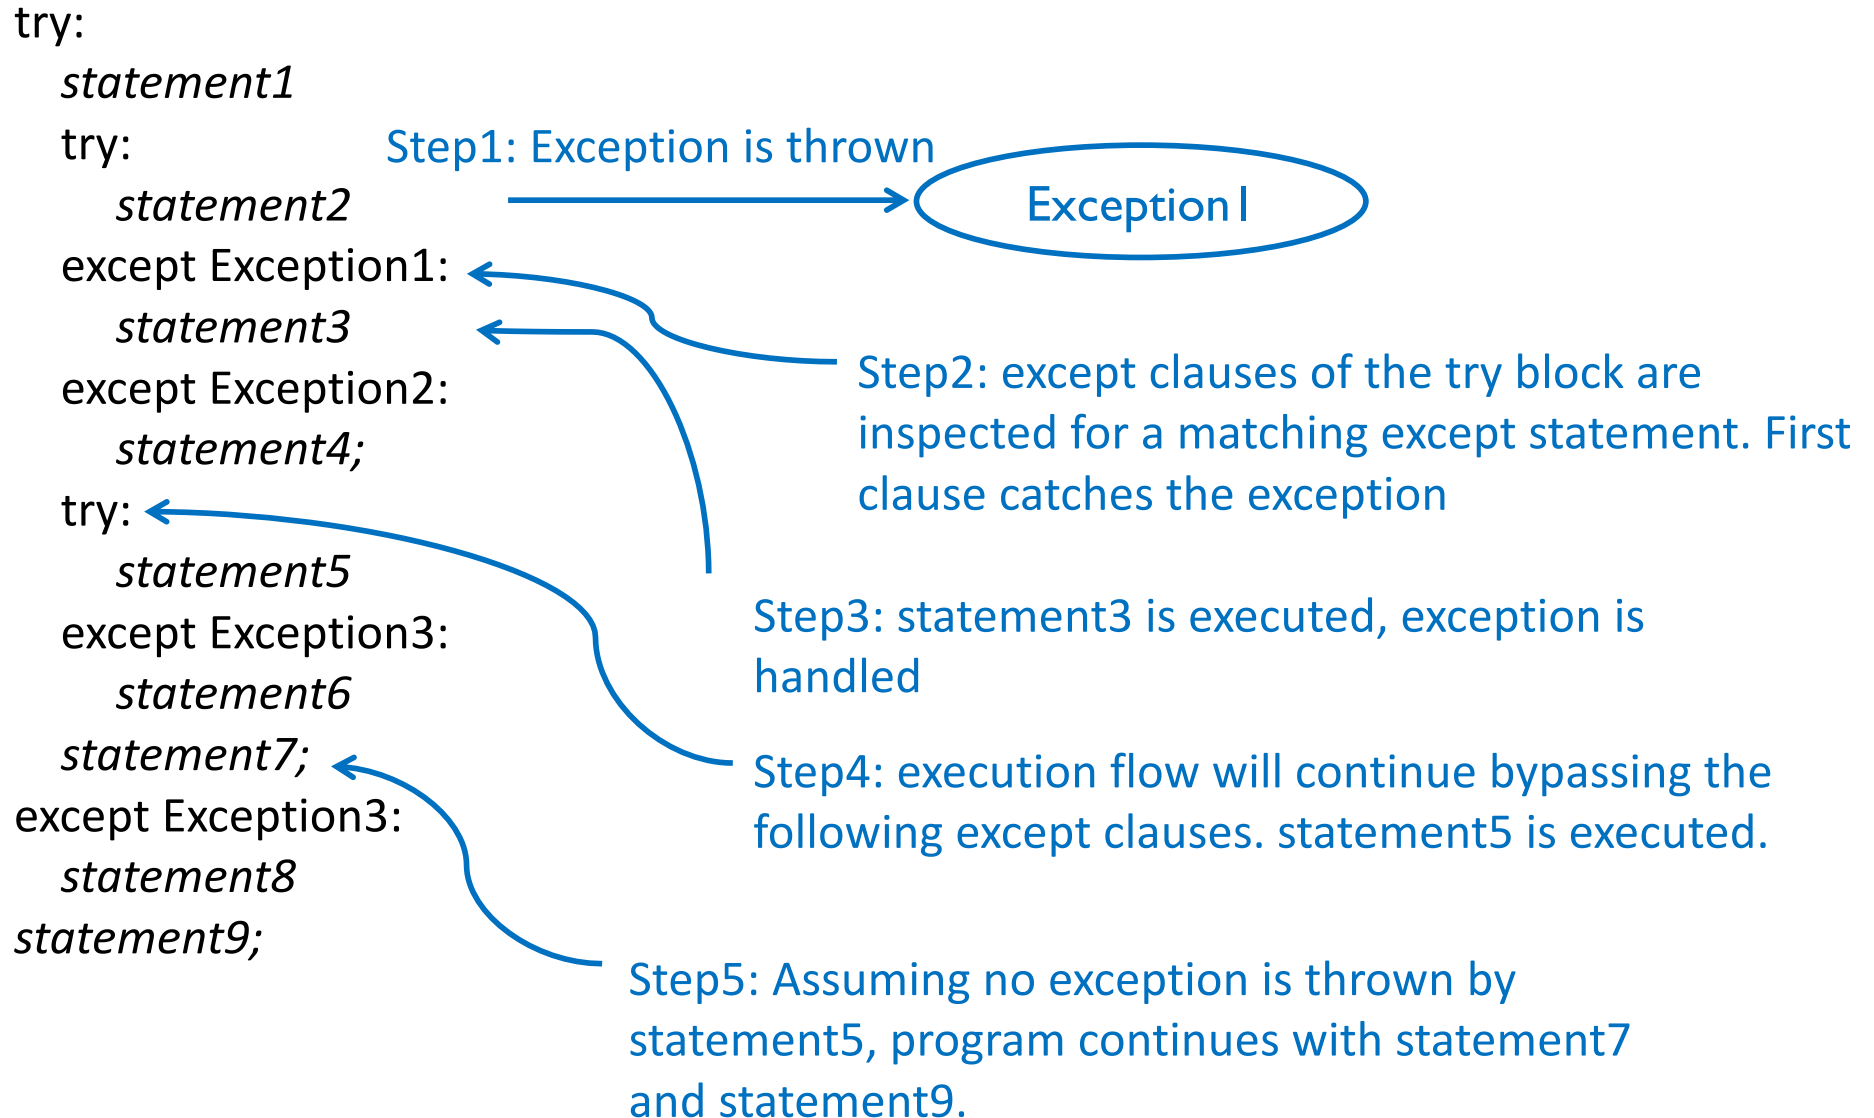 try:
statement1
try:
statement2
except Exception1:
statement3
except Exception2:
statement4;
try:
statement5
except Exception3:
statement6
statement7;
except Exception3:
statement8
statement9;
Step1: Exception is thrown
Exception1
Step2: except clauses of the try block are
inspected for a matching except statement. First
clause catches the exception
Step3: statement3 is executed, exception is
handled
Step4: execution flow will continue bypassing the
following except clauses. statement5 is executed.
Step5: Assuming no exception is thrown by
statement5, program continues with statement7
and statement9.